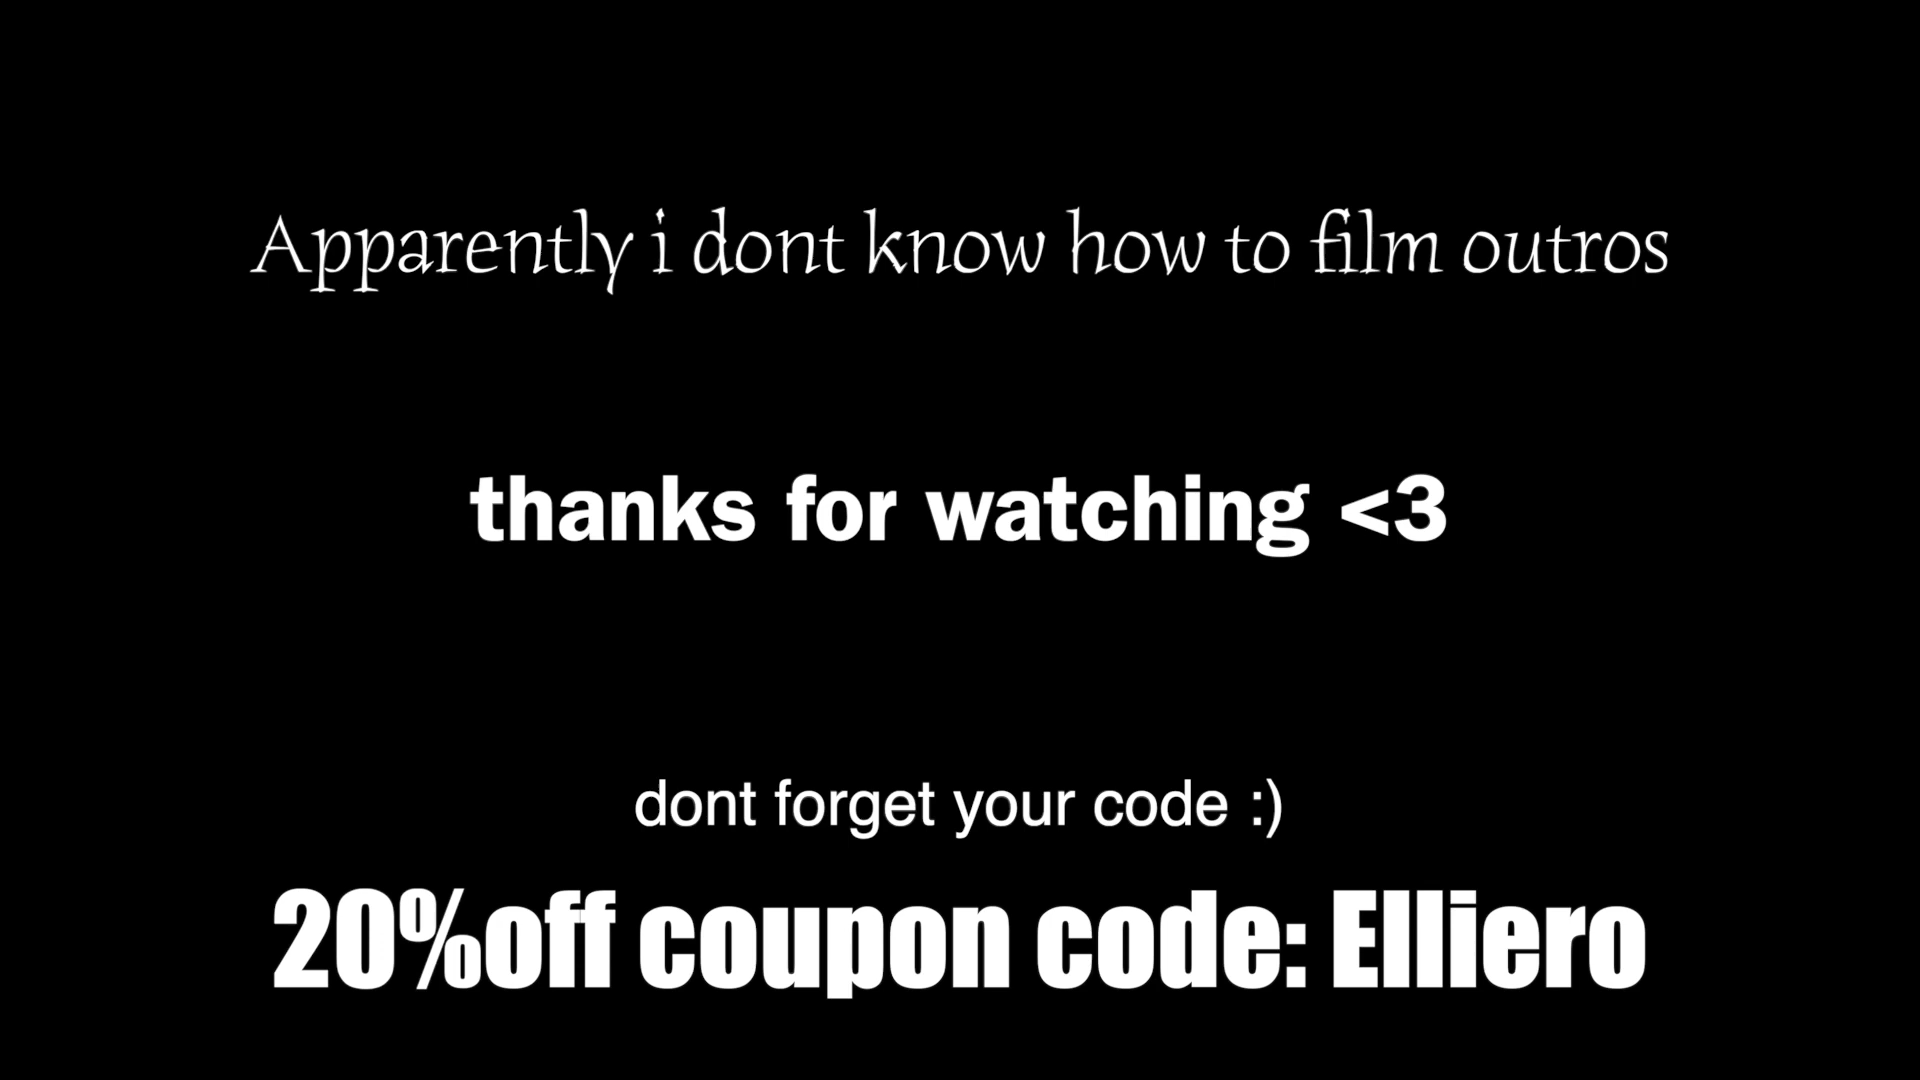 Apparently i dont know how to film outros
thanks for watching <3
dont forget your code :)
20%off coupon code: Elliero